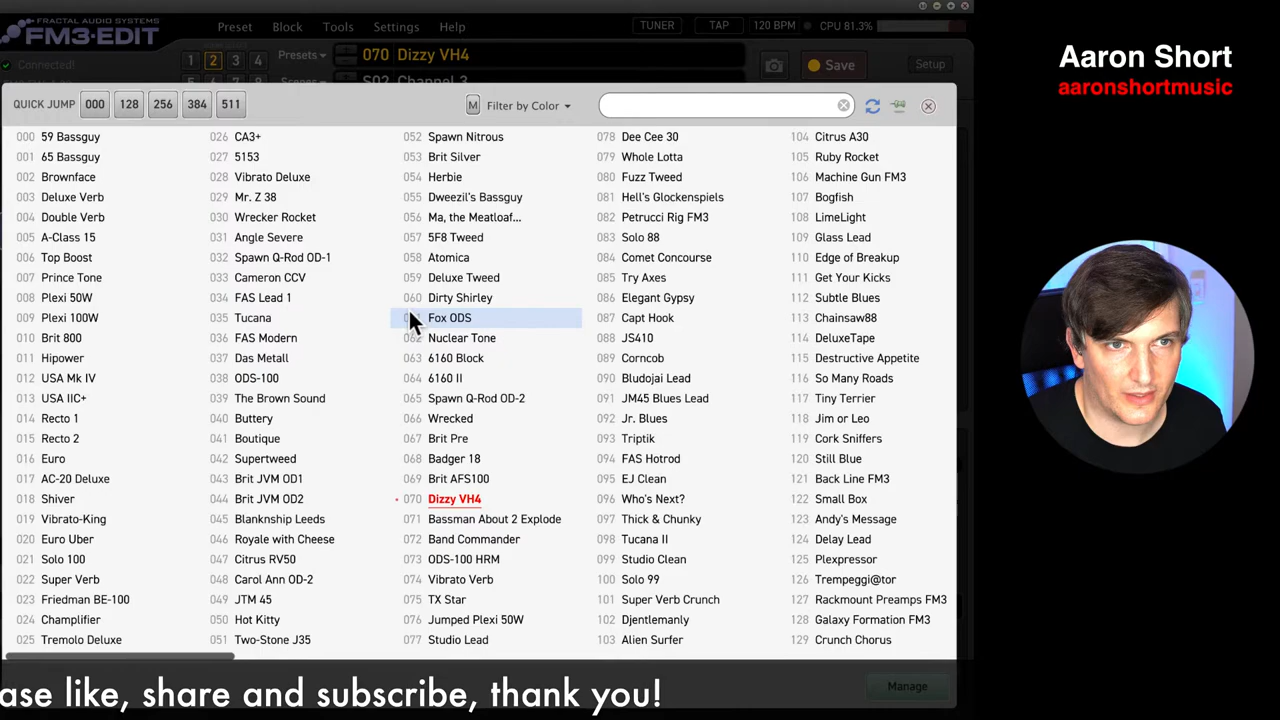 FRACTAL AUDIO SYSTEMS
FM3-EDIT
Preset Block Tools Settings Help
TUNER TAP 120 BPM CPU 81.3%
Connected!
1 2 3 4 Presets 070 Dizzy VH4 Save Setup
S02 Channel 3
QUICK JUMP 000 128 256 384 511 M Filter by Color
000 59 Bassguy
001 65 Bassguy
002 Brownface
003 Deluxe Verb
004 Double Verb
005 A-Class 15
006 Top Boost
007 Prince Tone
008 Plexi 50W
009 Plexi 100W
010 Brit 800
011 Hipower
012 USA Mk IV
013 USA IIC+
014 Recto 1
015 Recto 2
016 Euro
017 AC-20 Deluxe
018 Shiver
019 Vibrato-King
020 Euro Uber
021 Solo 100
022 Super Verb
023 Friedman BE-100
024 Champlifier
025 Tremolo Deluxe
026 CA3+
027 5153
028 Vibrato Deluxe
029 Mr. Z 38
030 Wrecker Rocket
031 Angle Severe
032 Spawn Q-Rod OD-1
033 Cameron CCV
034 FAS Lead 1
035 Tucana
036 FAS Modern
037 Das Metall
038 ODS-100
039 The Brown Sound
040 Buttery
041 Boutique
042 Supertweed
043 Brit JVM OD1
044 Brit JVM OD2
045 Blanknship Leeds
046 Royale with Cheese
047 Citrus RV50
048 Carol Ann OD-2
049 JTM 45
050 Hot Kitty
051 Two-Stone J35
052 Spawn Nitrous
053 Brit Silver
054 Herbie
055 Dweezil's Bassguy
056 Ma, the Meatloaf...
057 5F8 Tweed
058 Atomica
059 Deluxe Tweed
060 Dirty Shirley
Fox ODS
062 Nuclear Tone
063 6160 Block
064 6160 II
065 Spawn Q-Rod OD-2
066 Wrecked
067 Brit Pre
068 Badger 18
069 Brit AFS100
070 Dizzy VH4
071 Bassman About 2 Explode
072 Band Commander
073 ODS-100 HRM
074 Vibrato Verb
075 TX Star
076 Jumped Plexi 50W
077 Studio Lead
078 Dee Cee 30
079 Whole Lotta
080 Fuzz Tweed
081 Hell's Glockenspiels
082 Petrucci Rig FM3
083 Solo 88
084 Comet Concourse
085 Try Axes
086 Elegant Gypsy
087 Capt Hook
088 JS410
089 Corncob
090 Bludojai Lead
091 JM45 Blues Lead
092 Jr. Blues
093 Triptik
094 FAS Hotrod
095 EJ Clean
096 Who's Next?
097 Thick & Chunky
098 Tucana II
099 Studio Clean
100 Solo 99
101 Super Verb Crunch
102 Djentlemanly
103 Alien Surfer
104 Citrus A30
105 Ruby Rocket
106 Machine Gun FM3
107 Bogfish
108 LimeLight
109 Glass Lead
110 Edge of Breakup
111 Get Your Kicks
112 Subtle Blues
113 Chainsaw88
114 DeluxeTape
115 Destructive Appetite
116 So Many Roads
117 Tiny Terrier
118 Jim or Leo
119 Cork Sniffers
120 Still Blue
121 Back Line FM3
122 Small Box
123 Andy's Message
124 Delay Lead
125 Plexpressor
126 Trempeggi@tor
127 Rackmount Preamps FM3
128 Galaxy Formation FM3
129 Crunch Chorus
Manage
Aaron Short
aaronshortmusic
ase like, share and subscribe, thank you!